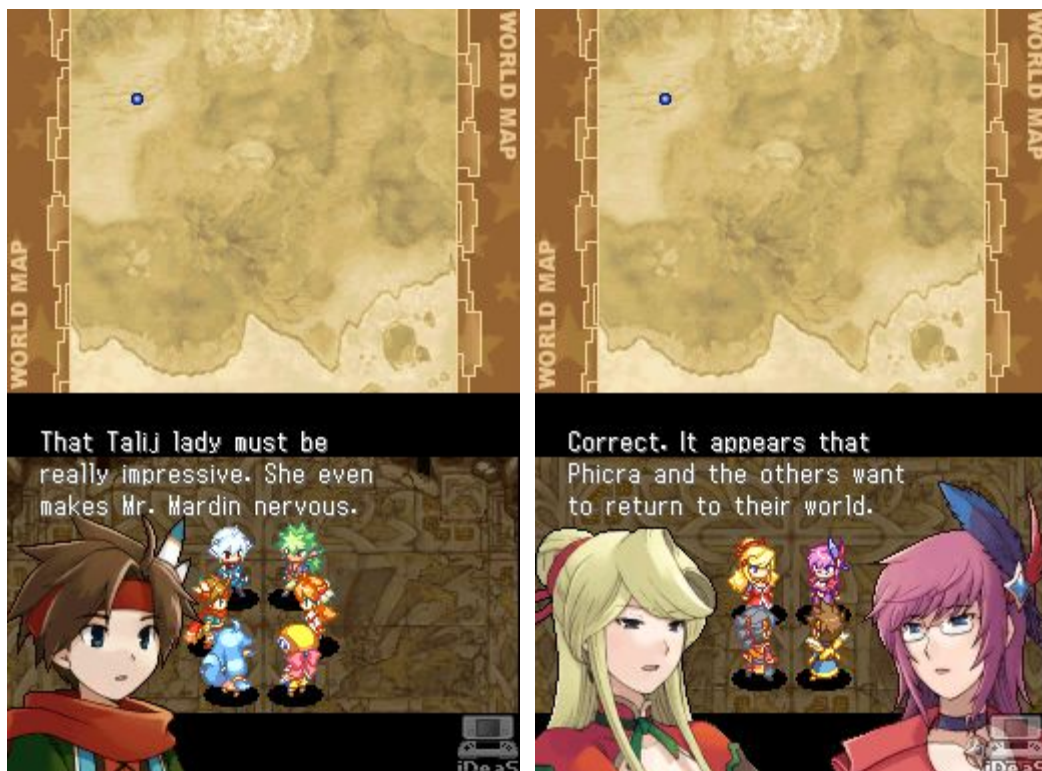 WORLD MAP
WORLD MAP
That Talij lady must be
really impressive. She even
makes Mr. Mardin nervous.
iDeaS
WORLD MAP
WORLD MAP
Correct. It appears that
Phicra and the others want
to return to their world.
iDeaS